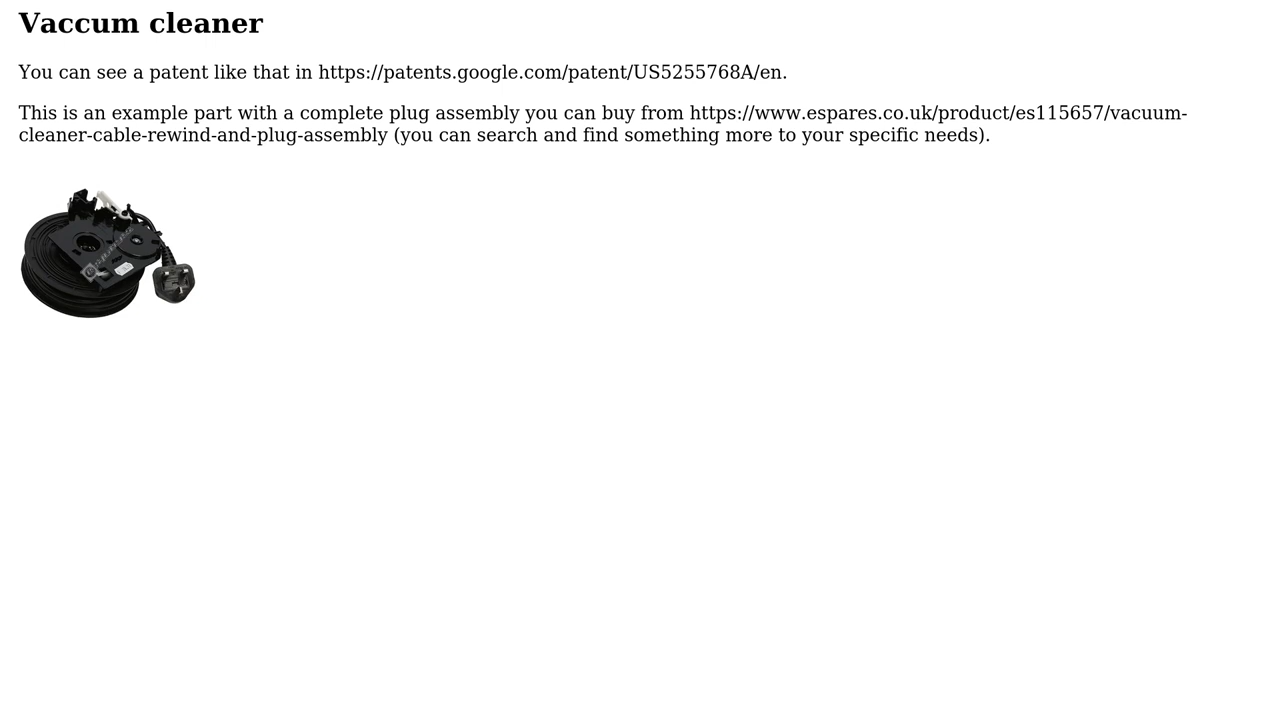 Vaccum cleaner
You can see a patent like that in https://patents.google.com/patent/US5255768A/en.
This is an example part with a complete plug assembly you can buy from https://www.espares.co.uk/product/es115657/vacuum-
cleaner-cable-rewind-and-plug-assembly (you can search and find something more to your specific needs).